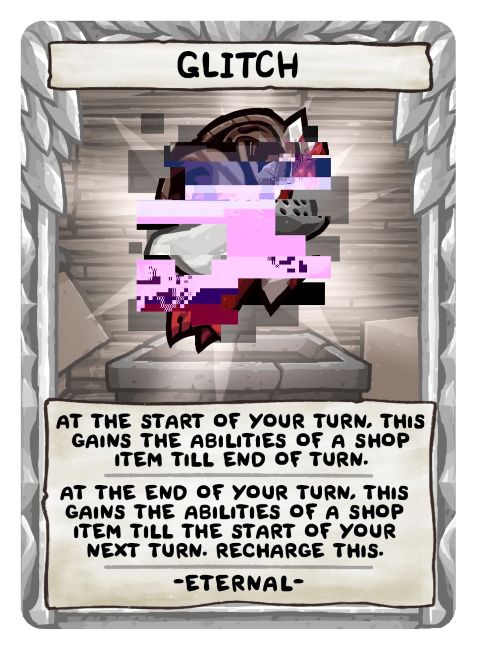 GLITCH
AT THE START OF YOUR TURN, THIS
GAINS THE ABILITIES OF A SHOP
ITEM TILL END OF TURN.
AT THE END OF YOUR TURN, THIS
GAINS THE ABILITIES OF A SHOP
ITEM TILL THE START OF YOUR
NEXT TURN. RECHARGE THIS.
-ETERNAL-